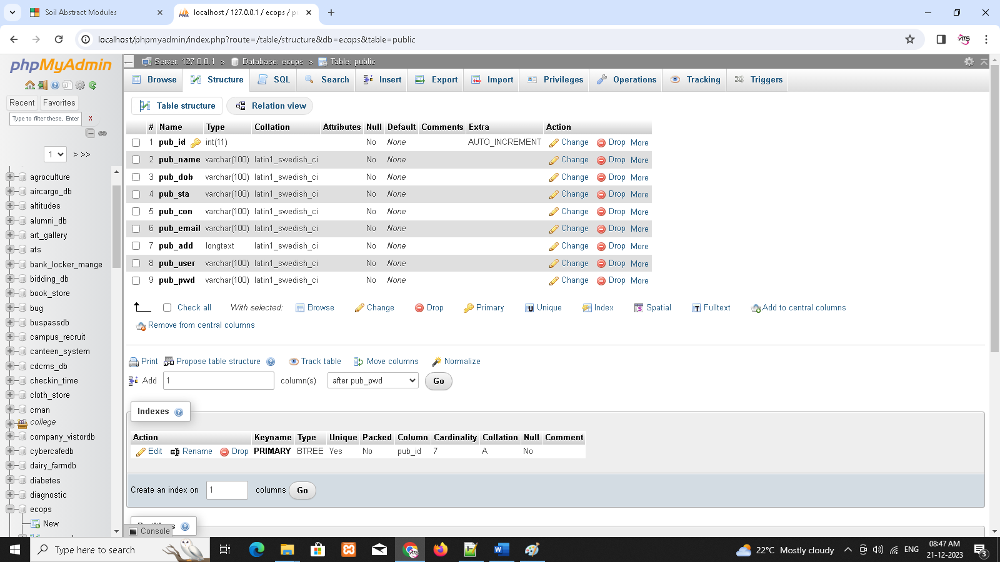 Soil Abstract Modules
localhost / 127.0.0.1 / ecops / p
localhost/phpmyadmin/index.php?route=/table/structure&db=ecops&table=public
phpMyAdmin
Recent Favorites
Type to filter these, Enter X
1 > >>
agroculture
aircargo_db
altitudes
alumni_db
art_gallery
ats
bank_locker_mange
bidding_db
book_store
bug
buspassdb
campus_recruit
canteen_system
cdcms_db
checkin_time
cloth_store
cman
college
company_vistordb
cybercafedb
dairy_farmdb
diabetes
diagnostic
ecops
New
Server: 127.0.0.1 » Database: ecops » Table: public
Browse Structure SQL Search Insert Export Import Privileges Operations Tracking Triggers
Table structure Relation view
# Name Type Collation Attributes Null Default Comments Extra Action
1 pub_id int(11) No None AUTO_INCREMENT Change Drop More
2 pub_name varchar(100) latin1_swedish_ci No None Change Drop More
3 pub_dob varchar(100) latin1_swedish_ci No None Change Drop More
4 pub_sta varchar(100) latin1_swedish_ci No None Change Drop More
5 pub_con varchar(100) latin1_swedish_ci No None Change Drop More
6 pub_email varchar(100) latin1_swedish_ci No None Change Drop More
7 pub_add longtext latin1_swedish_ci No None Change Drop More
8 pub_user varchar(100) latin1_swedish_ci No None Change Drop More
9 pub_pwd varchar(100) latin1_swedish_ci No None Change Drop More
Check all With selected: Browse Change Drop Primary Unique Index Spatial Fulltext Add to central columns
Remove from central columns
Print Propose table structure Track table Move columns Normalize
Add 1 column(s) after pub_pwd Go
Indexes
Action Keyname Type Unique Packed Column Cardinality Collation Null Comment
Edit Rename Drop PRIMARY BTREE Yes No pub_id 7 A No
Create an index on 1 columns Go
Console
Type here to search
22°C Mostly cloudy
ENG
08:47 AM
21-12-2023
3